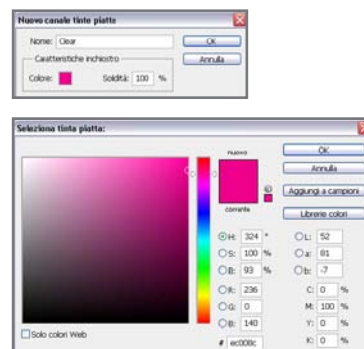 Nuovo canale tinta piatta
Nome: Clear
OK
Caratteristiche inchiostro
Annulla
Colore:
Solidità: 100 %
Seleziona tinta piatta:
nuovo
OK
Annulla
Aggiungi a campioni
corrente
Librerie colori
H: 324 °
L: 52
S: 100 %
a: 81
B: 93 %
b: -7
R: 236
C: 0 %
G: 0
M: 100 %
B: 140
Y: 0 %
Solo colori Web
# ec008c
K: 0 %